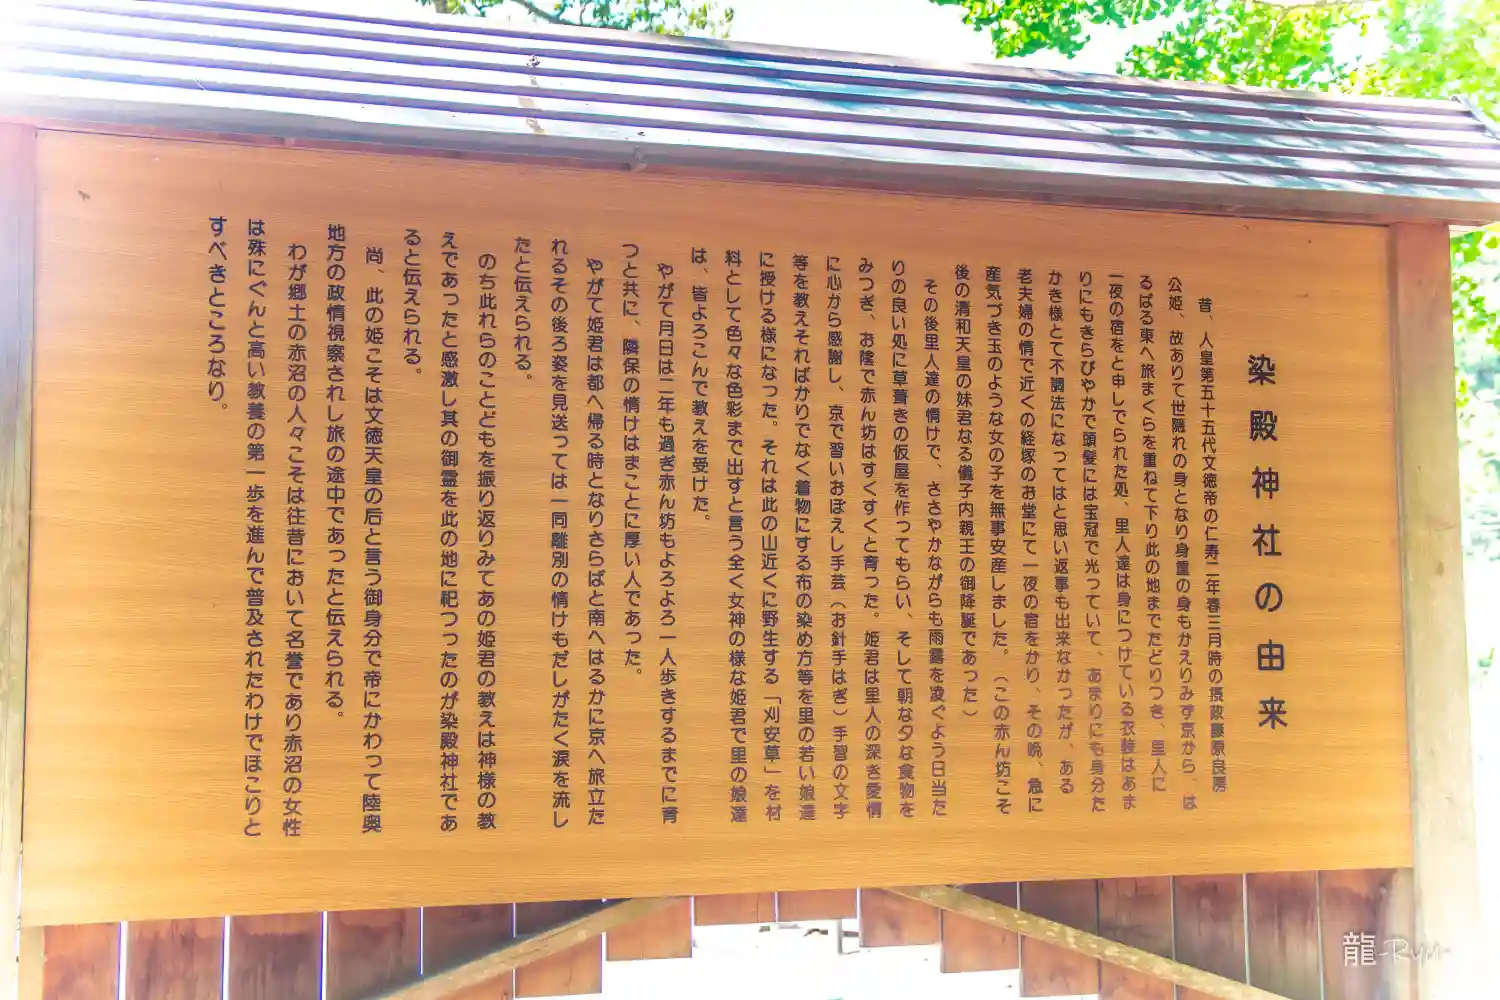 染殿神社の由来
昔、人皇第五十五代文徳帝の仁寿二年春三月時の摂政藤原良房
公姫、故ありて世隠れの身となり身重の身もかえりみず京から、は
るばる東へ旅まくらを重ねて下り此の地までたどりつき、里人に
一夜の宿をと申しでられた処、里人達は身につけている衣装はあま
りにもきらびやかで頭髪には宝冠で光っていて、あまりにも身分た
かき様とて不調法になってはと思い返事も出来なかったが、ある
老夫婦の情で近くの経塚のお堂にて一夜の宿をかり、その暁、急に
産気づき玉のような女の子を無事安産しました。（この赤ん坊こそ
後の清和天皇の妹君なる儀子内親王の御降誕であった）
その後里人達の情けで、ささやかながらも雨露を凌ぐよう日当た
りの良い処に草葺きの仮屋を作ってもらい、そして朝な夕な食物を
みつぎ、お陰で赤ん坊はすくすくと育った。姫君は里人の深き愛情
に心から感謝し、京で習いおぼえし手芸（お針手はぎ）手習の文字
等を教えそればかりでなく着物にする布の染め方等を里の若い娘達
に授ける様になった。それは此の山近くに野生する「刈安草」を材
料として色々な色彩まで出すと言う全く女神の様な姫君で里の娘達
は、皆よろこんで教えを受けた。
やがて月日は二年も過ぎ赤ん坊もよろよろ一人歩きするまでに育
つと共に、隣保の情けはまことに厚い人であった。
やがて姫君は都へ帰る時となりさらばと南へはるかに京へ旅立た
れるその後ろ姿を見送っては一同離別の情けもだしがたく涙を流し
たと伝えられる。
のち此れらのことどもを振り返りみてあの姫君の教えは神様の教
えであったと感激し其の御霊を此の地に祀つったのが染殿神社であ
ると伝えられる。
尚、此の姫こそは文徳天皇の后と言う御身分で帝にかわって陸奥
地方の政情視察されし旅の途中であったと伝えられる。
わが郷土の赤沼の人々こそは往昔において名誉であり赤沼の女性
は殊にぐんと高い教養の第一歩を進んで普及されたわけでほこりと
すべきところなり。
龍-Ryu-